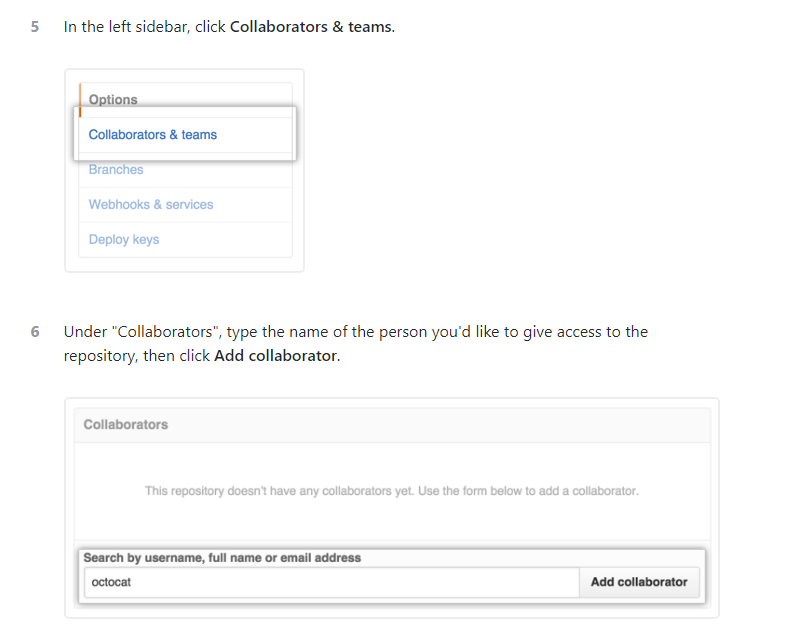 5 In the left sidebar, click Collaborators & teams.
Options
Collaborators & teams
Branches
Webhooks & services
Deploy keys
6 Under "Collaborators", type the name of the person you'd like to give access to the
repository, then click Add collaborator.
Collaborators
This repository doesn't have any collaborators yet. Use the form below to add a collaborator.
Search by username, full name or email address
octocat Add collaborator